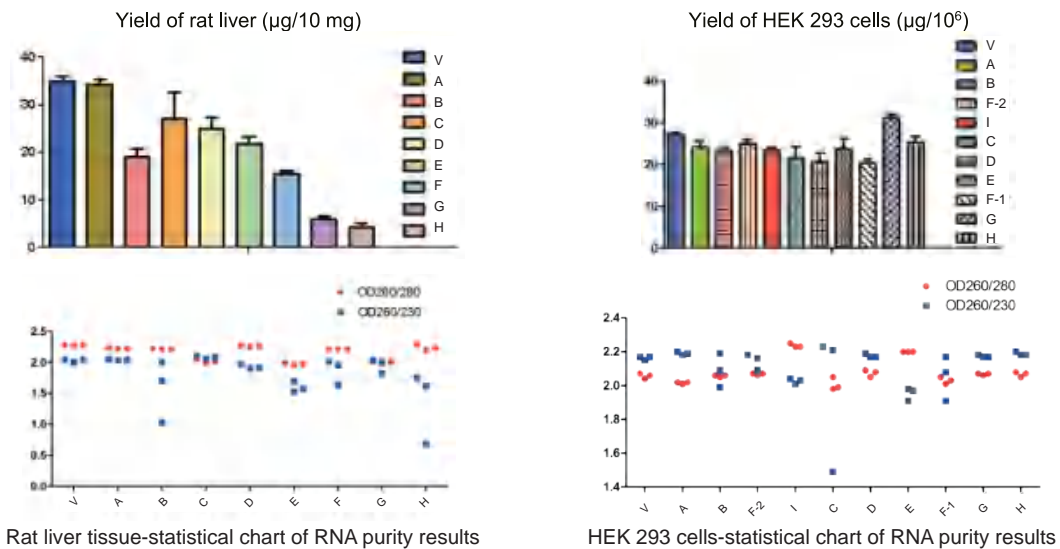 Yield of rat liver (µg/10 mg)
40
30
20
10
0
V
A
B
C
D
E
F
G
H
Yield of HEK 293 cells (µg/10⁶)
40
30
20
10
0
V
A
B
F-2
I
C
D
E
F-1
G
H
OD260/280
OD260/230
2.5
2.0
1.5
1.0
0.5
0.0
V A B C D E F G H
Rat liver tissue-statistical chart of RNA purity results
OD260/280
OD260/230
2.4
2.2
2.0
1.8
1.6
1.4
V A B F-2 I C D E F-1 G H
HEK 293 cells-statistical chart of RNA purity results